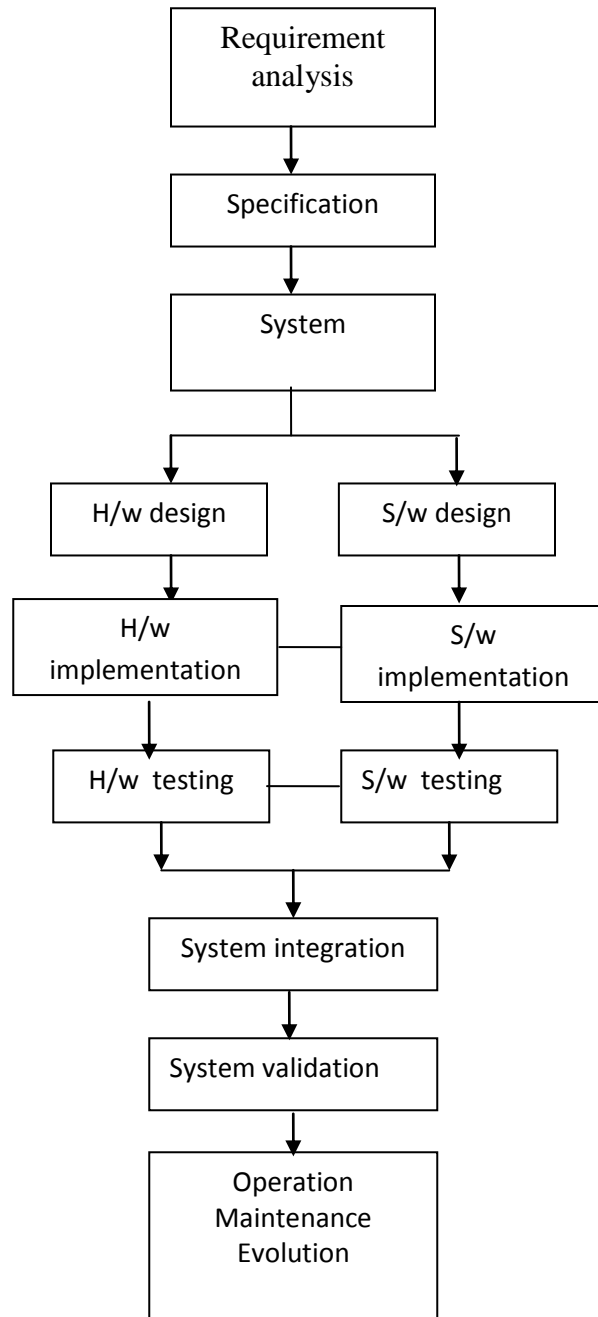 Requirement
analysis
Specification
System
H/w design
S/w design
H/w
implementation
S/w
implementation
H/w  testing
S/w  testing
System integration
System validation
Operation
Maintenance
Evolution